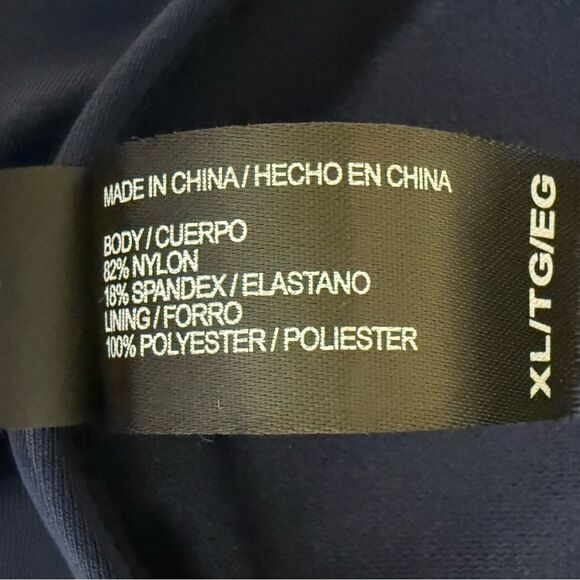 MADE IN CHINA / HECHO EN CHINA
BODY / CUERPO
82% NYLON
18% SPANDEX / ELASTANO
LINING / FORRO
100% POLYESTER / POLIESTER
XL/TG/EG